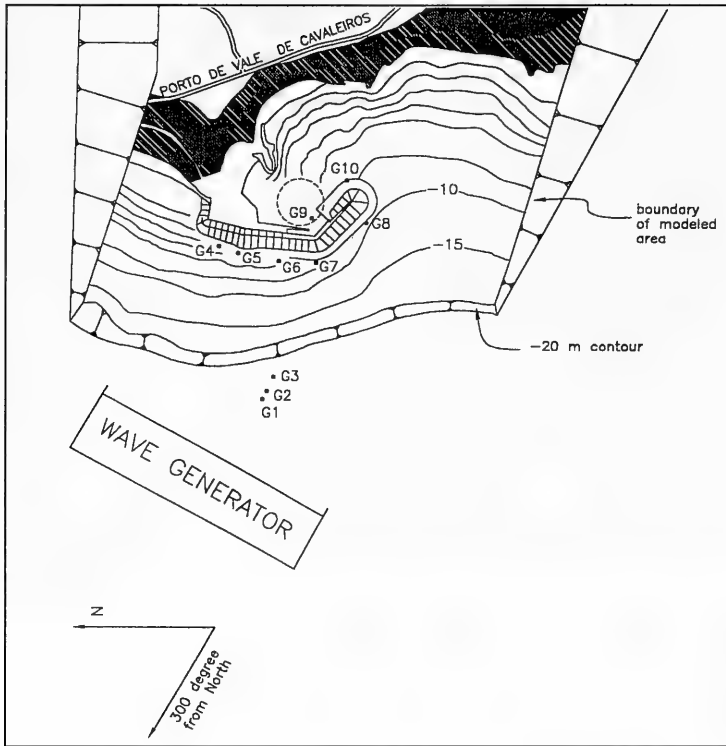 PORTO DE VALE DE CAVALEIROS
G10
G9
G8
-10
-15
boundary
of modeled
area
G4
G5
G6
G7
-20 m contour
G3
G2
G1
WAVE GENERATOR
N
300 degree
from North